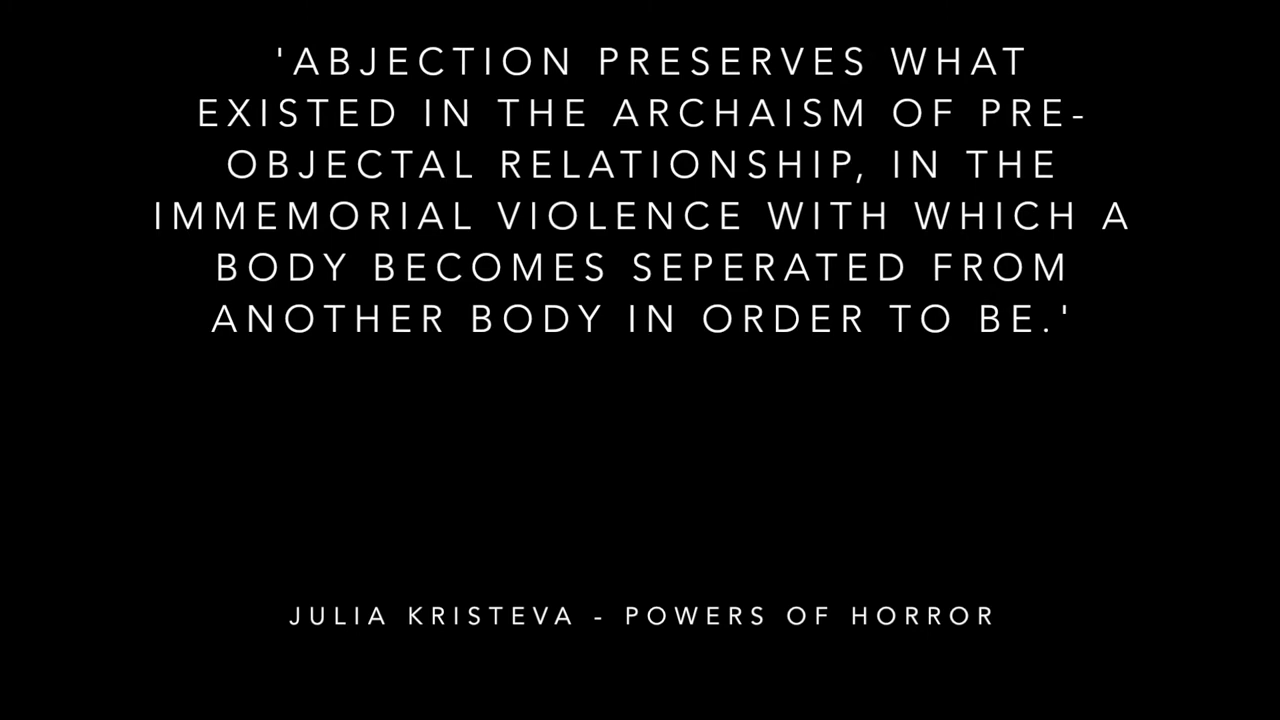 'ABJECTION PRESERVES WHAT
EXISTED IN THE ARCHAISM OF PRE-
OBJECTAL RELATIONSHIP, IN THE
IMMEMORIAL VIOLENCE WITH WHICH A
BODY BECOMES SEPERATED FROM
ANOTHER BODY IN ORDER TO BE.'
JULIA KRISTEVA - POWERS OF HORROR